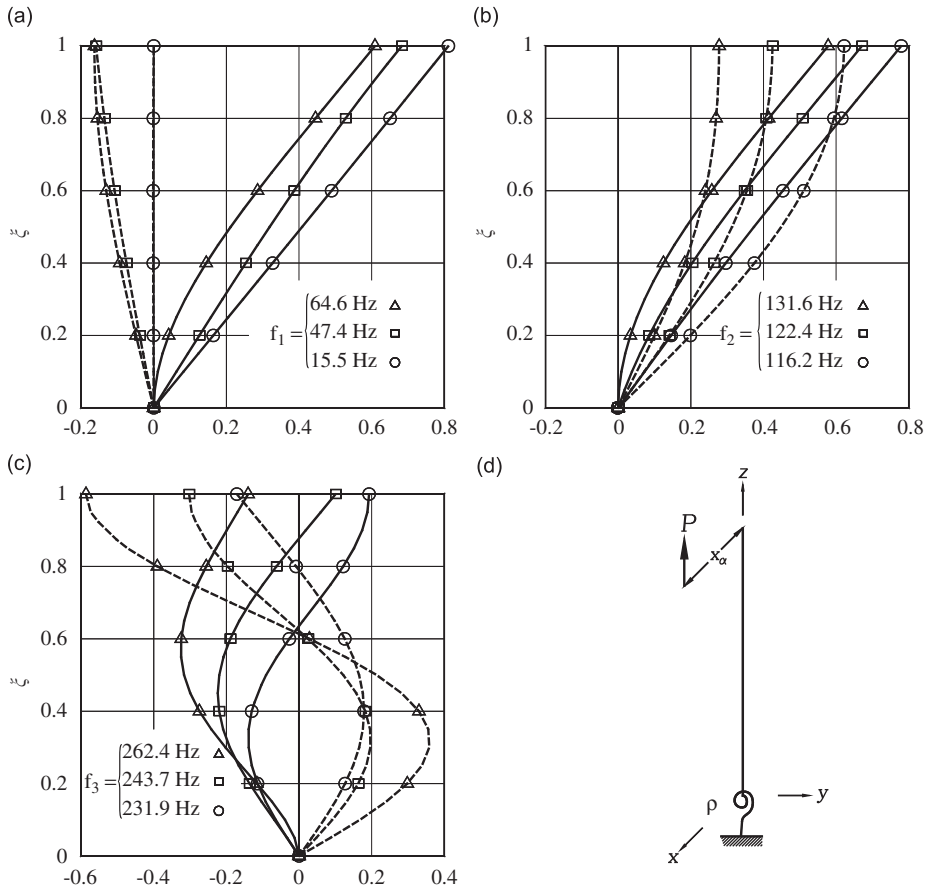 (a)
1
0.8
0.6
ξ
0.4
0.2
0
-0.2 0 0.2 0.4 0.6 0.8
f1 =
64.6 Hz
47.4 Hz
15.5 Hz
(b)
1
0.8
0.6
ξ
0.4
0.2
0
-0.2 0 0.2 0.4 0.6 0.8
f2 =
131.6 Hz
122.4 Hz
116.2 Hz
(c)
1
0.8
0.6
ξ
0.4
0.2
0
-0.6 -0.4 -0.2 0 0.2 0.4
f3 =
262.4 Hz
243.7 Hz
231.9 Hz
(d)
z
P
xα
ρ
y
x